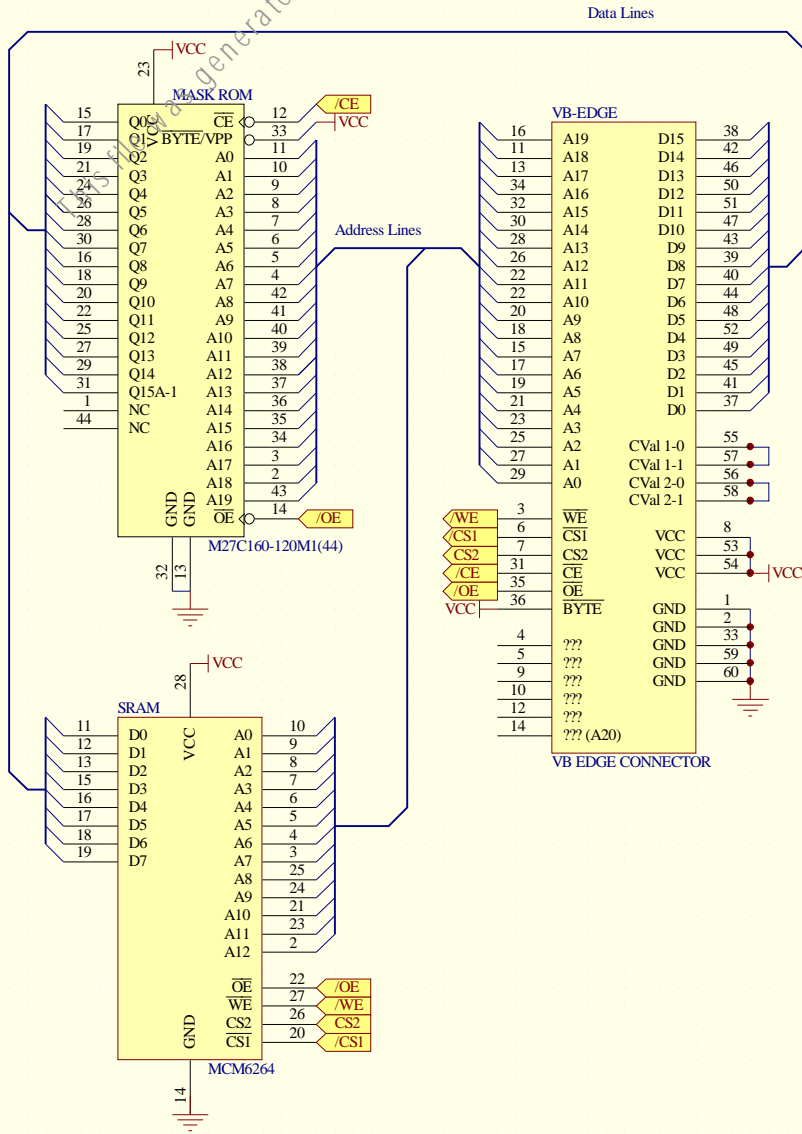 Data Lines
This file was generate
VCC
23
MASK ROM
VCC
15 Q0 CE 12 /CE
17 Q1 BYTE/VPP 33 VCC
19 Q2 A0 11
21 Q3 A1 10
24 Q4 A2 9
26 Q5 A3 8
28 Q6 A4 7
30 Q7 A5 6
16 Q8 A6 5
18 Q9 A7 4
20 Q10 A8 42
22 Q11 A9 41
25 Q12 A10 40
27 Q13 A11 39
29 Q14 A12 38
31 Q15A-1 A13 37
1 NC A14 36
44 NC A15 35
A16 34
A17 3
A18 2
A19 43
OE 14 /OE
GND GND
32 13
M27C160-120M1(44)
Address Lines
VB-EDGE
16 A19 D15 38
11 A18 D14 42
13 A17 D13 46
34 A16 D12 50
32 A15 D11 51
30 A14 D10 47
28 A13 D9 43
26 A12 D8 39
22 A11 D7 40
22 A10 D6 44
20 A9 D5 48
18 A8 D4 52
15 A7 D3 49
17 A6 D2 45
19 A5 D1 41
21 A4 D0 37
23 A3
25 A2 CVal 1-0 55
27 A1 CVal 1-1 57
29 A0 CVal 2-0 56
CVal 2-1 58
/WE 3 WE
/CS1 6 CS1 VCC 8
CS2 7 CS2 VCC 53
/CE 31 CE VCC 54 VCC
/OE 35 OE
VCC 36 BYTE GND 1
GND 2
4 ??? GND 33
5 ??? GND 59
9 ??? GND 60
10 ???
12 ???
14 ??? (A20)
VB EDGE CONNECTOR
VCC
28
SRAM
VCC
11 D0 A0 10
12 D1 A1 9
13 D2 A2 8
15 D3 A3 7
16 D4 A4 6
17 D5 A5 5
18 D6 A6 4
19 D7 A7 3
A8 25
A9 24
A10 21
A11 23
A12 2
OE 22 /OE
WE 27 /WE
CS2 26 CS2
CS1 20 /CS1
GND
14
MCM6264